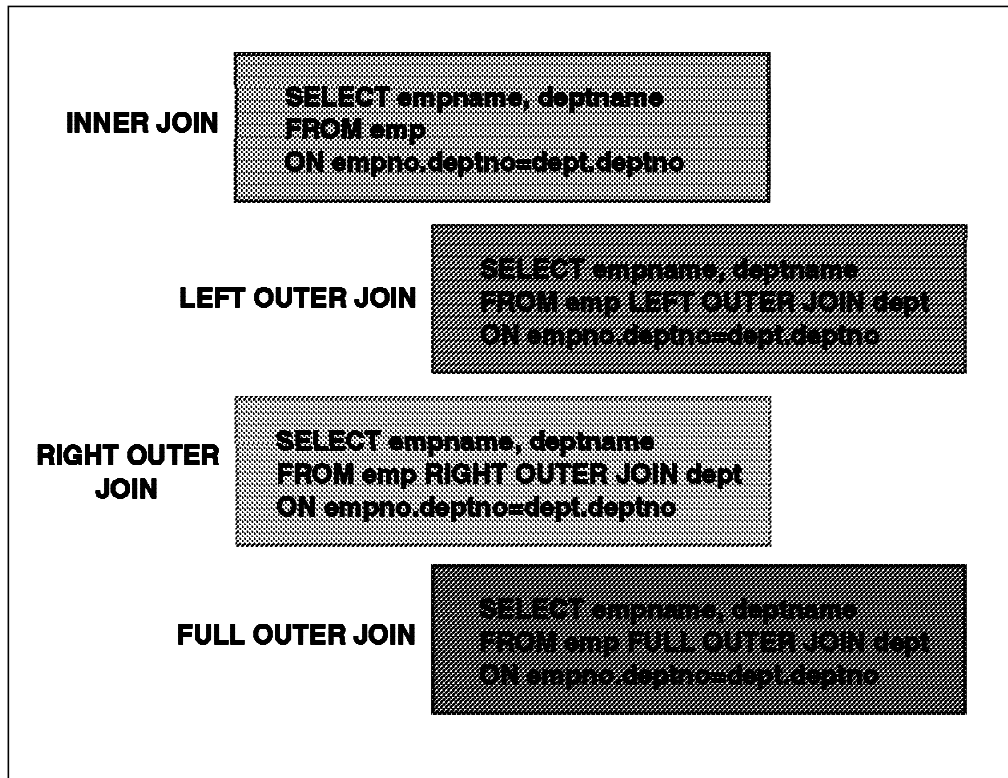 INNER JOIN
SELECT empname, deptname
FROM emp
ON empno.deptno=dept.deptno
LEFT OUTER JOIN
SELECT empname, deptname
FROM emp LEFT OUTER JOIN dept
ON empno.deptno=dept.deptno
RIGHT OUTER
JOIN
SELECT empname, deptname
FROM emp RIGHT OUTER JOIN dept
ON empno.deptno=dept.deptno
FULL OUTER JOIN
SELECT empname, deptname
FROM emp FULL OUTER JOIN dept
ON empno.deptno=dept.deptno